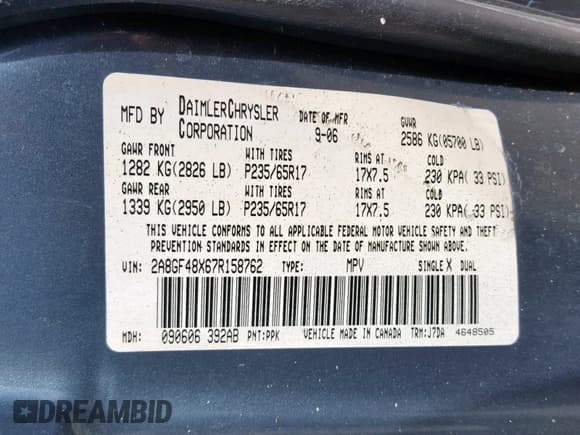 MFD BY DAIMLERCHRYSLER CORPORATION DATE OF MFR 9-06 GVWR 2586 KG(05700 LB)
GAWR FRONT WITH TIRES RIMS AT COLD
1282 KG(2826 LB) P235/65R17 17X7.5 230 KPA( 33 PSI)
GAWR REAR WITH TIRES RIMS AT COLD
1339 KG(2950 LB) P235/65R17 17X7.5 230 KPA( 33 PSI)
THIS VEHICLE CONFORMS TO ALL APPLICABLE FEDERAL MOTOR VEHICLE SAFETY AND THEFT
PREVENTION STANDARDS IN EFFECT ON THE DATE OF MANUFACTURE SHOWN ABOVE.
VIN: 2A8GF48X67R158762 TYPE: MPV SINGLE X DUAL
MDH: 090606 392AB PNT:PPK VEHICLE MADE IN CANADA TRM:J7DA 4648505
DREAMBID